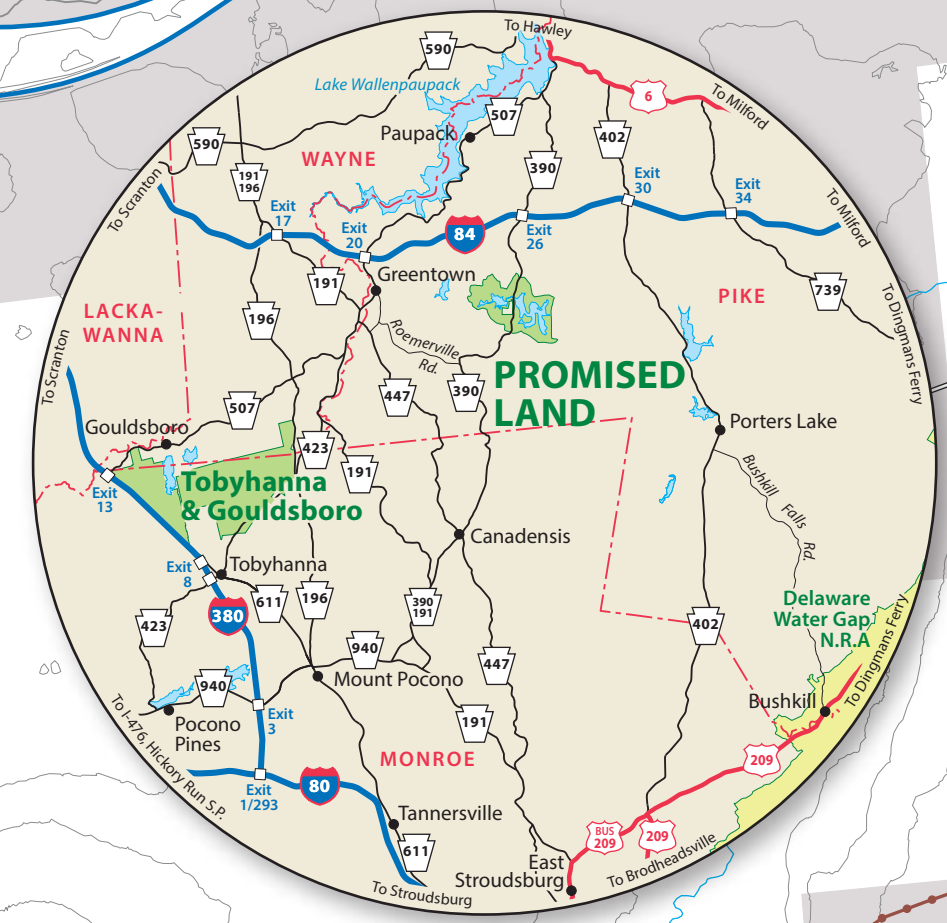 To Hawley
590
Lake Wallenpaupack
6
To Milford
507
Paupack
402
590
WAYNE
390
191
196
Exit
30
Exit
34
To Scranton
Exit
17
Exit
20
84
Exit
26
To Milford
Greentown
191
PIKE
739
To Dingmans Ferry
LACKA-
WANNA
196
Roemerville
Rd.
To Scranton
PROMISED
LAND
447
390
507
Gouldsboro
Porters Lake
423
191
Exit
13
Tobyhanna
& Gouldsboro
Bushkill Falls Rd.
Canadensis
Exit
8
Tobyhanna
611
196
390
191
Delaware
Water Gap
N.R.A
380
423
402
940
447
To Dingmans Ferry
Mount Pocono
940
Bushkill
Pocono
Pines
Exit
3
191
To I-476, Hickory Run S.P.
MONROE
209
80
Exit
1/293
Tannersville
BUS
209
209
611
East
Stroudsburg
To Brodheadsville
To Stroudsburg